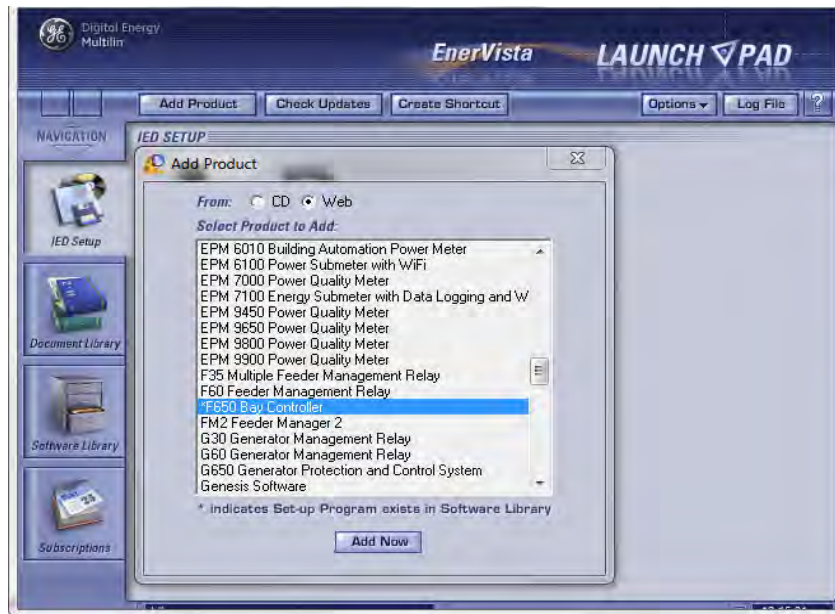 GE Digital Energy
Multilin
EnerVista LAUNCH PAD
Add Product Check Updates Create Shortcut Options Log File ?
NAVIGATION
IED SETUP
Add Product
From: CD Web
Select Product to Add:
EPM 6010 Building Automation Power Meter
EPM 6100 Power Submeter with WiFi
EPM 7000 Power Quality Meter
EPM 7100 Energy Submeter with Data Logging and W
EPM 9450 Power Quality Meter
EPM 9650 Power Quality Meter
EPM 9800 Power Quality Meter
EPM 9900 Power Quality Meter
F35 Multiple Feeder Management Relay
F60 Feeder Management Relay
*F650 Bay Controller
FM2 Feeder Manager 2
G30 Generator Management Relay
G60 Generator Management Relay
G650 Generator Protection and Control System
Genesis Software
* indicates Set-up Program exists in Software Library
Add Now
IED Setup
Document Library
Software Library
Subscriptions